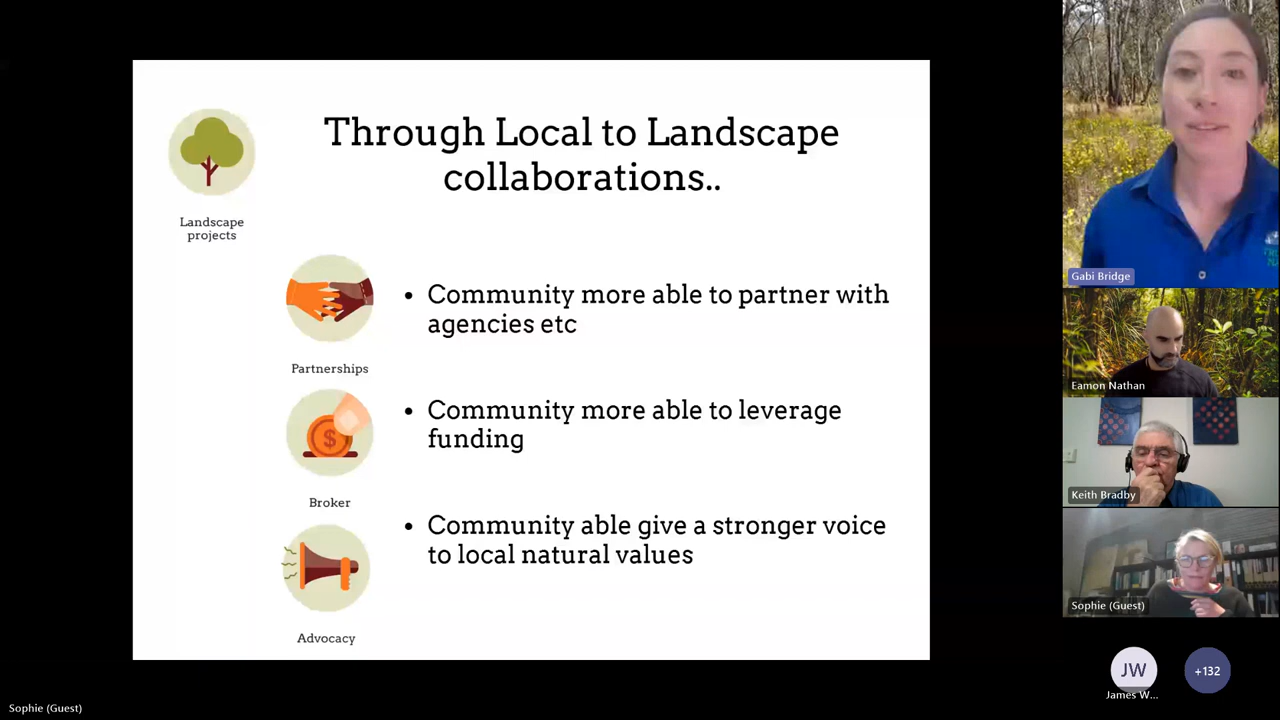 Through Local to Landscape
collaborations..
Landscape
projects
• Community more able to partner with
agencies etc
Partnerships
• Community more able to leverage
funding
$
Broker
• Community able give a stronger voice
to local natural values
Advocacy
Gabi Bridge
Eamon Nathan
Keith Bradby
Sophie (Guest)
JW
+132
James W...
Sophie (Guest)